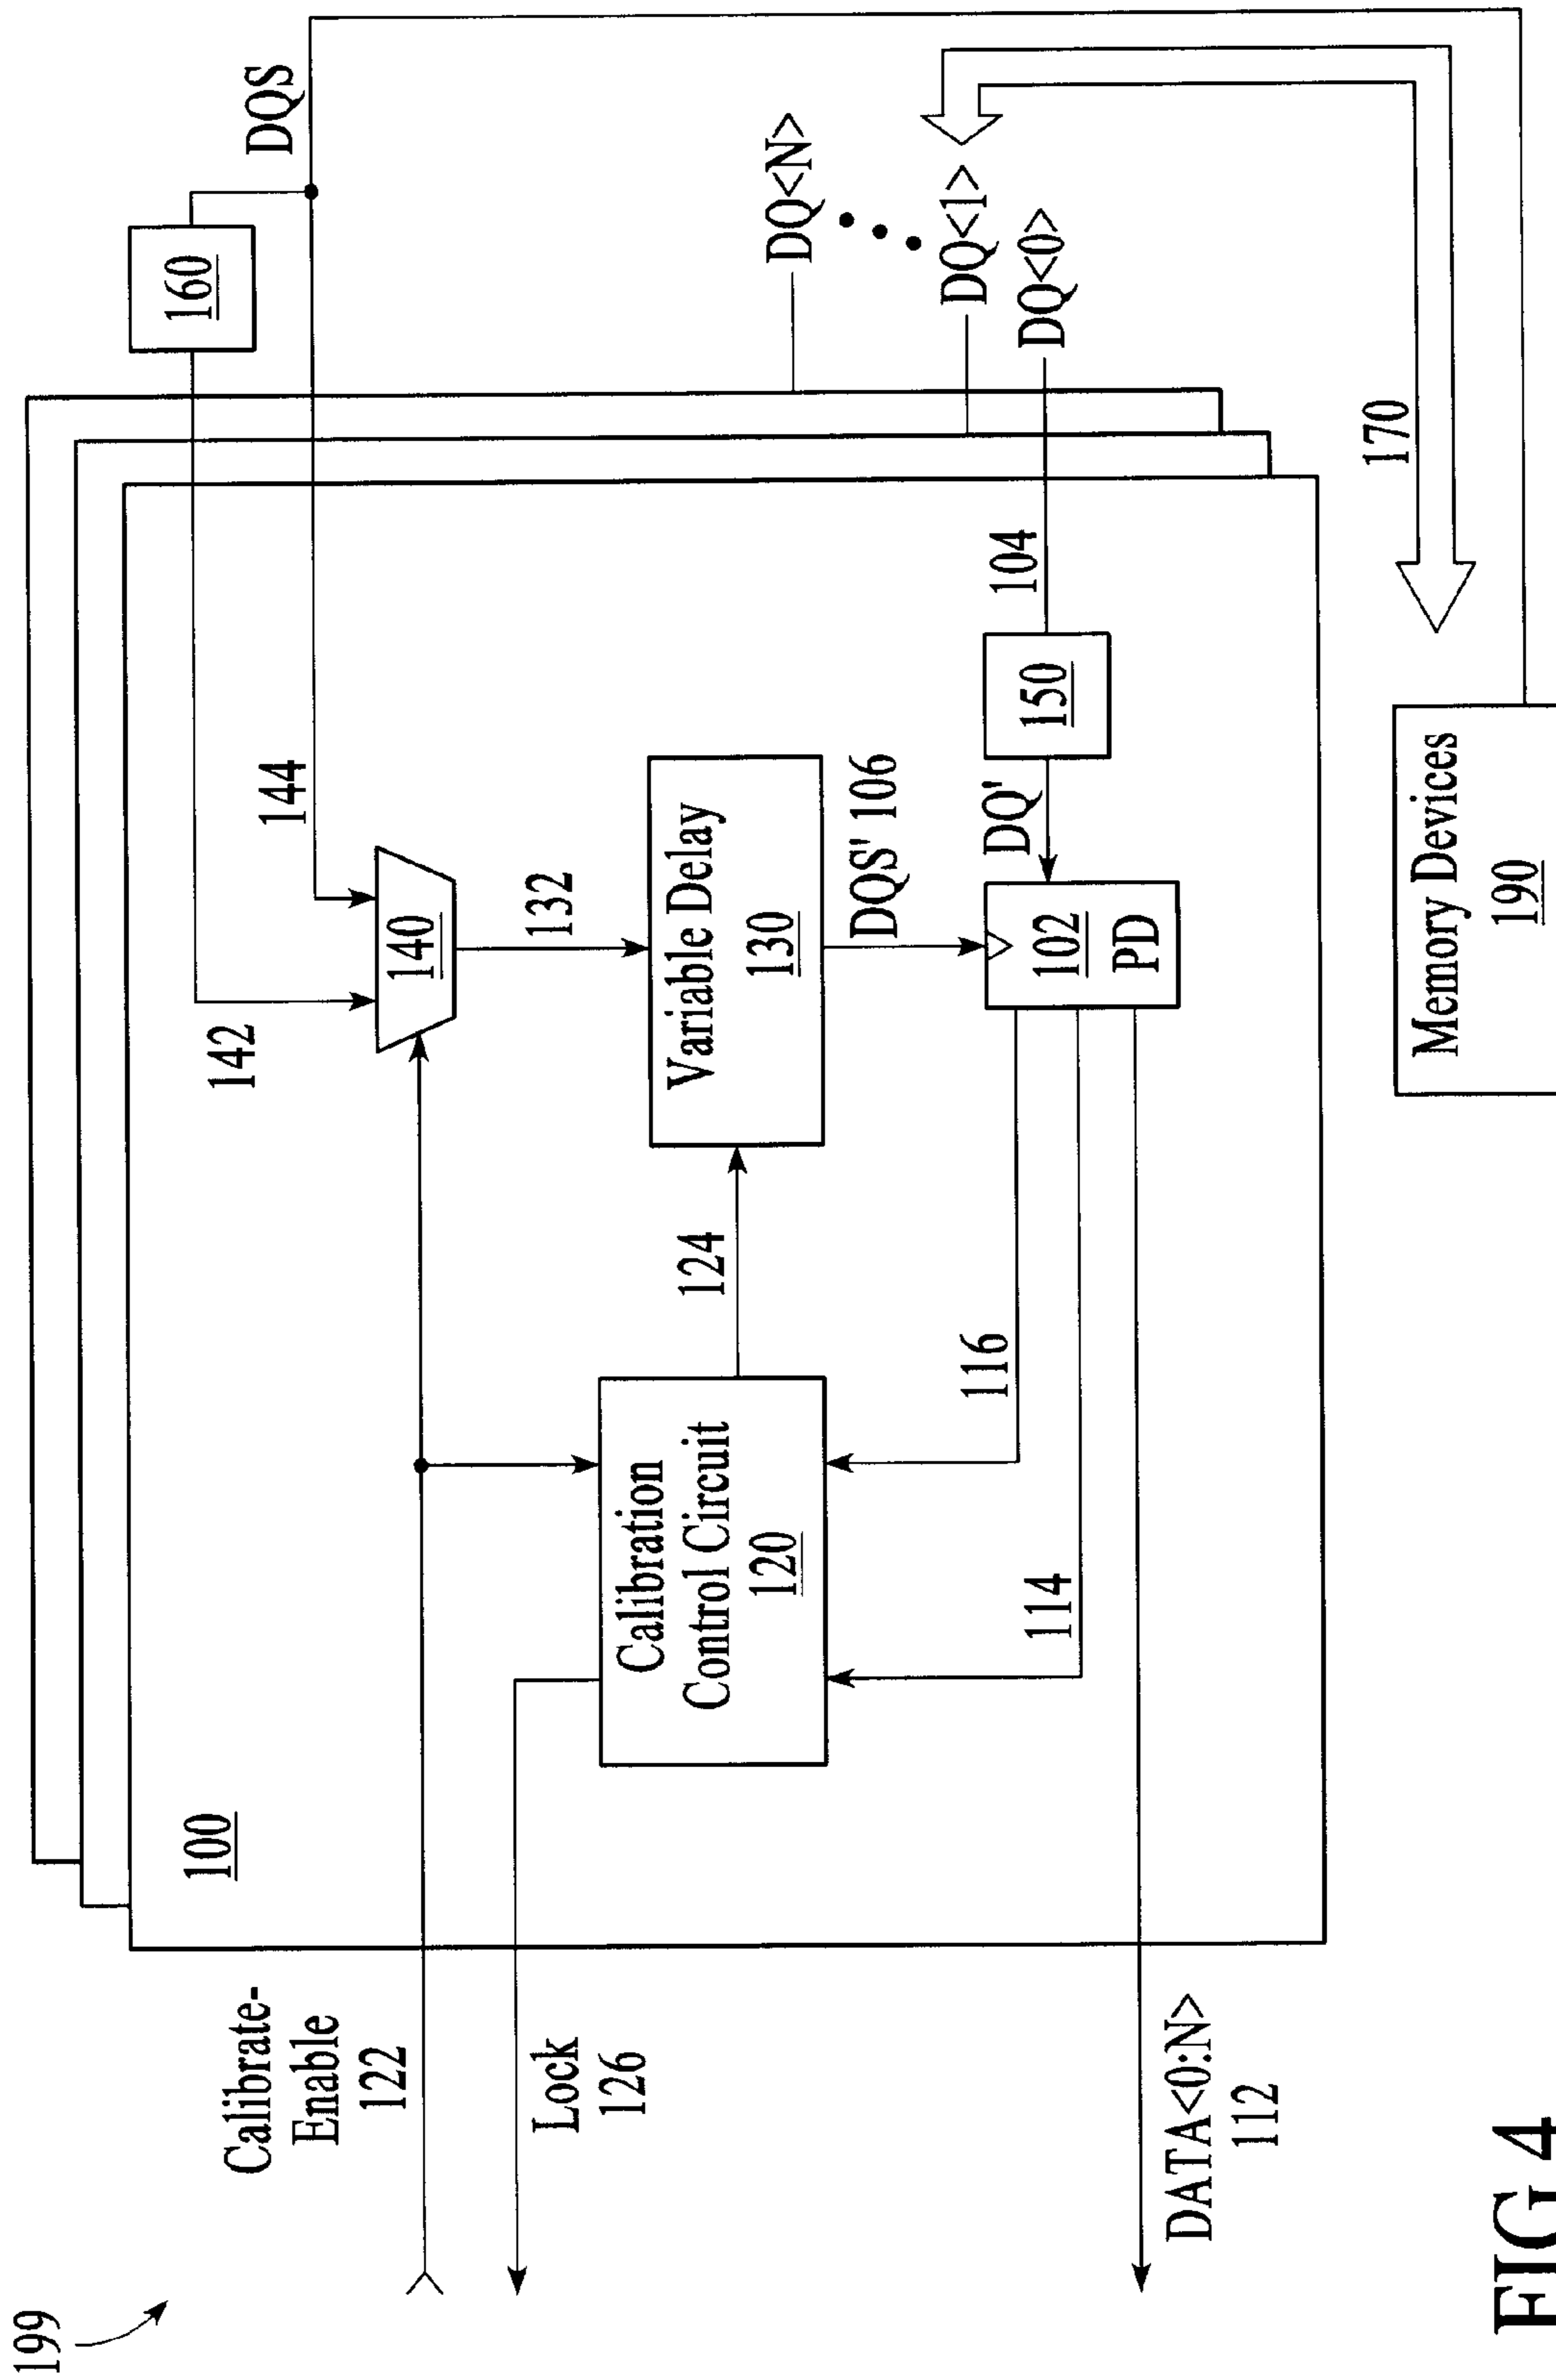 199
100
160
DQS
142
144
140
132
Calibrate-
Enable
122
Lock
126
Calibration
Control Circuit
120
124
Variable Delay
130
DQS' 106
116
114
102
PD
DQ'
150
104
DQ<N>
DQ<1>
DQ<0>
DATA<0:N>
112
170
Memory Devices
190
FIG 4